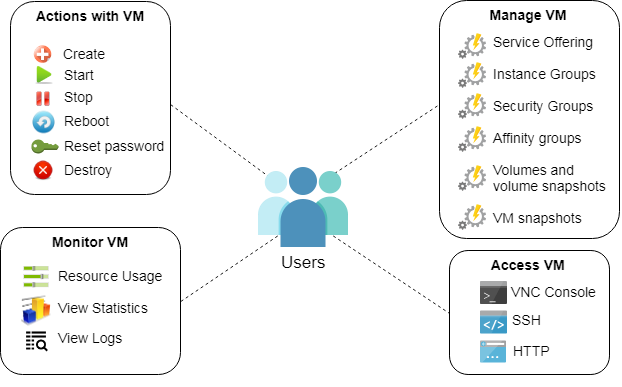 Actions with VM
Create
Start
Stop
Reboot
Reset password
Destroy
Manage VM
Service Offering
Instance Groups
Security Groups
Affinity groups
Volumes and
volume snapshots
VM snapshots
Users
Monitor VM
Resource Usage
View Statistics
View Logs
Access VM
VNC Console
SSH
HTTP